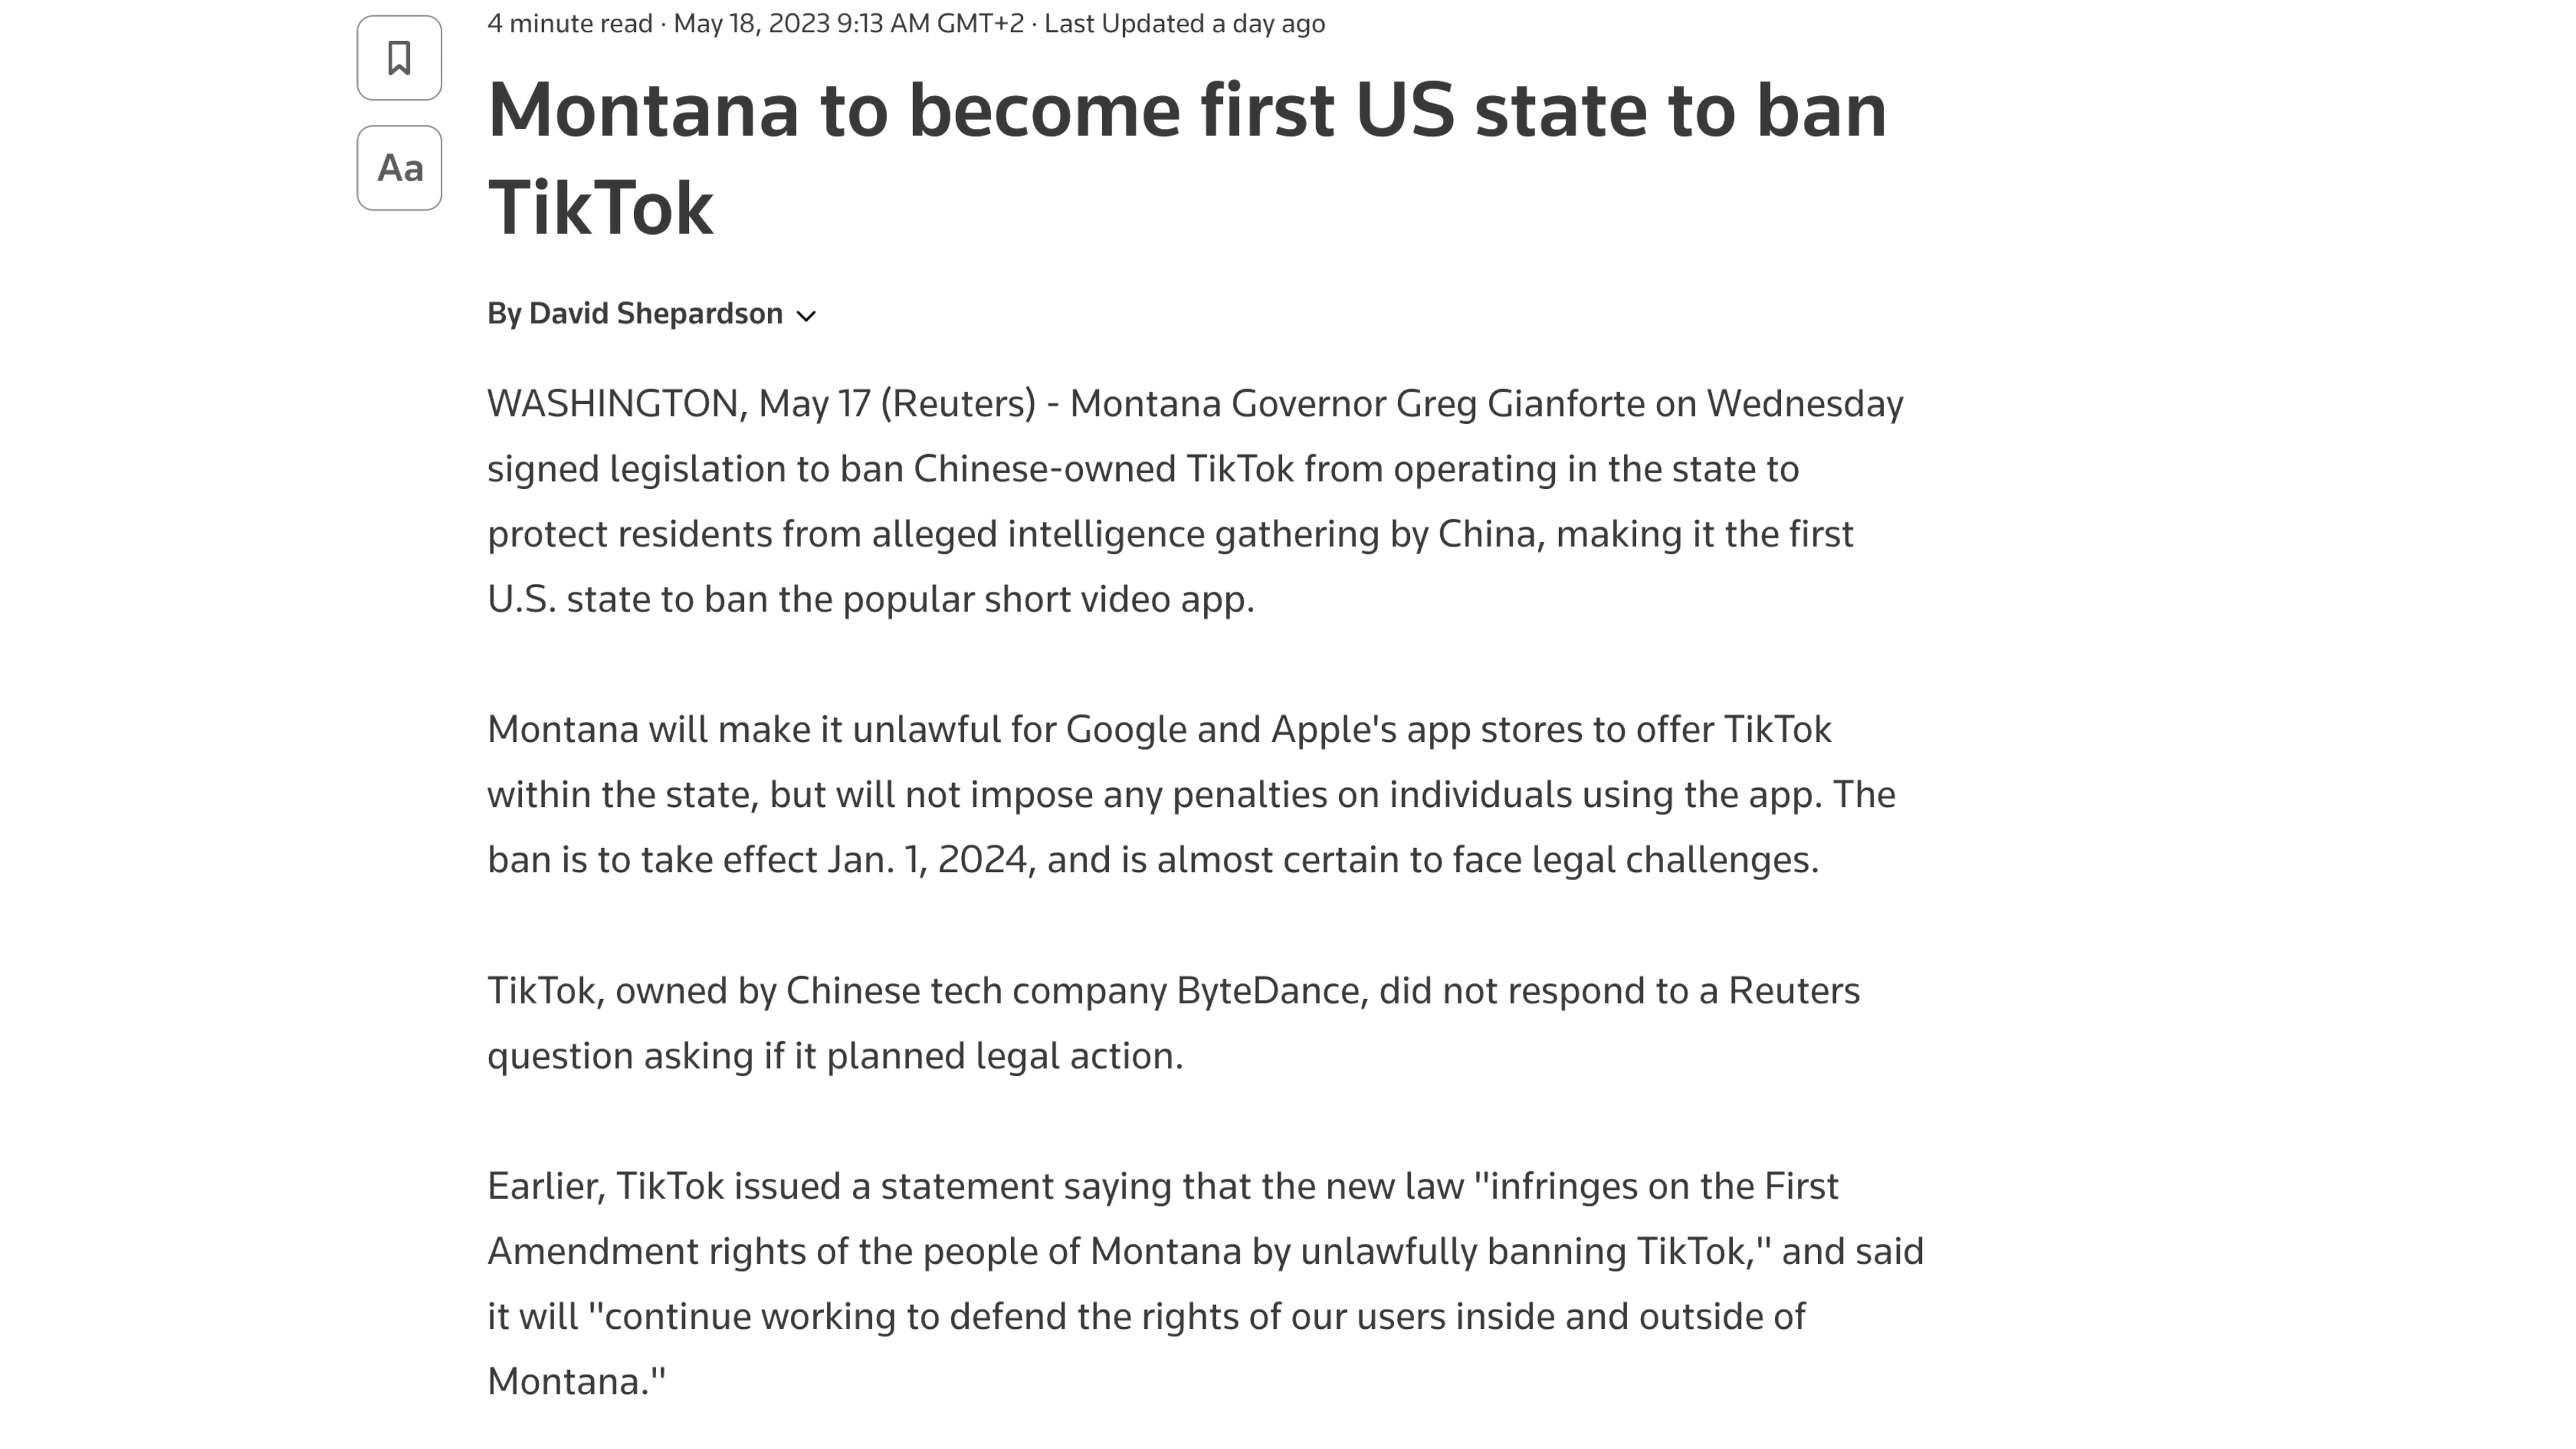 4 minute read · May 18, 2023 9:13 AM GMT+2 · Last Updated a day ago
Montana to become first US state to ban
TikTok
Aa
By David Shepardson
WASHINGTON, May 17 (Reuters) - Montana Governor Greg Gianforte on Wednesday
signed legislation to ban Chinese-owned TikTok from operating in the state to
protect residents from alleged intelligence gathering by China, making it the first
U.S. state to ban the popular short video app.
Montana will make it unlawful for Google and Apple's app stores to offer TikTok
within the state, but will not impose any penalties on individuals using the app. The
ban is to take effect Jan. 1, 2024, and is almost certain to face legal challenges.
TikTok, owned by Chinese tech company ByteDance, did not respond to a Reuters
question asking if it planned legal action.
Earlier, TikTok issued a statement saying that the new law "infringes on the First
Amendment rights of the people of Montana by unlawfully banning TikTok," and said
it will "continue working to defend the rights of our users inside and outside of
Montana."